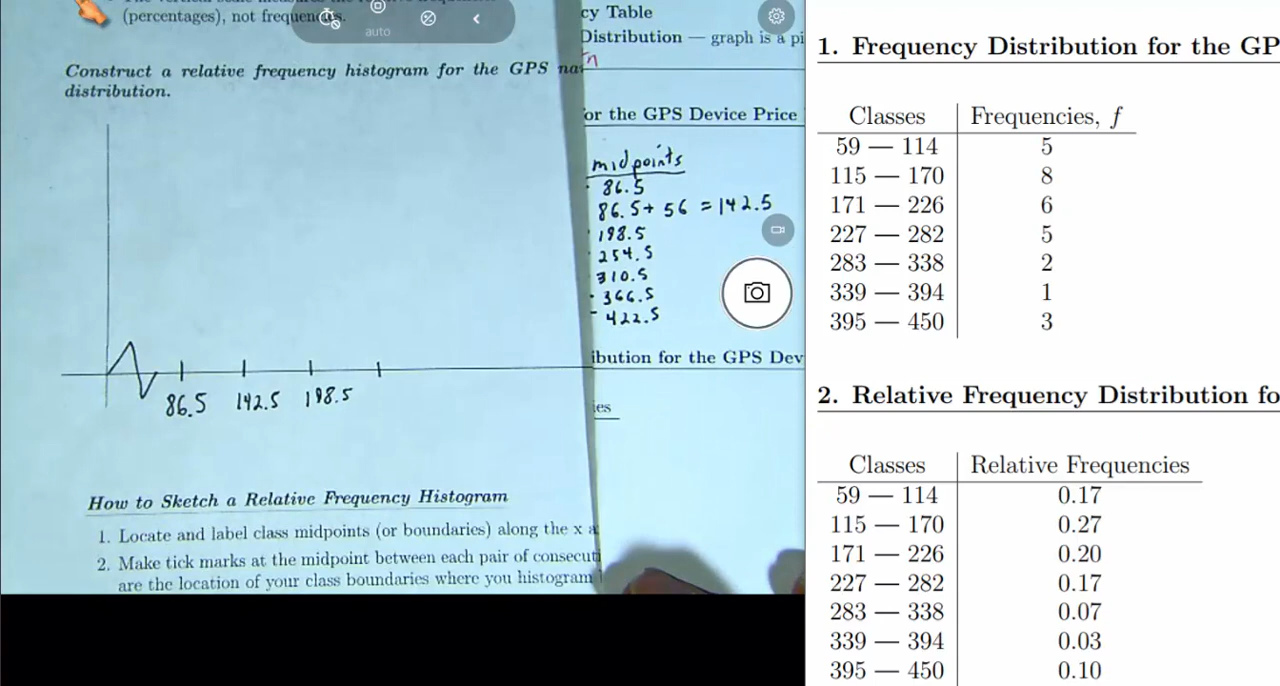 (percentages), not frequencies.
auto
Construct a relative frequency histogram for the GPS
distribution.
86.5 142.5 198.5
How to Sketch a Relative Frequency Histogram
1. Locate and label class midpoints (or boundaries) along the x
2. Make tick marks at the midpoint between each pair of
are the location of your class boundaries where you histogram
cy Table
Distribution — graph is a pi
or the GPS Device Price
midpoints
86.5
86.5 + 56 = 142.5
198.5
254.5
310.5
366.5
422.5
ibution for the GPS Dev
ies
1. Frequency Distribution for the GP
Classes Frequencies, f
59 — 114 5
115 — 170 8
171 — 226 6
227 — 282 5
283 — 338 2
339 — 394 1
395 — 450 3
2. Relative Frequency Distribution fo
Classes Relative Frequencies
59 — 114 0.17
115 — 170 0.27
171 — 226 0.20
227 — 282 0.17
283 — 338 0.07
339 — 394 0.03
395 — 450 0.10